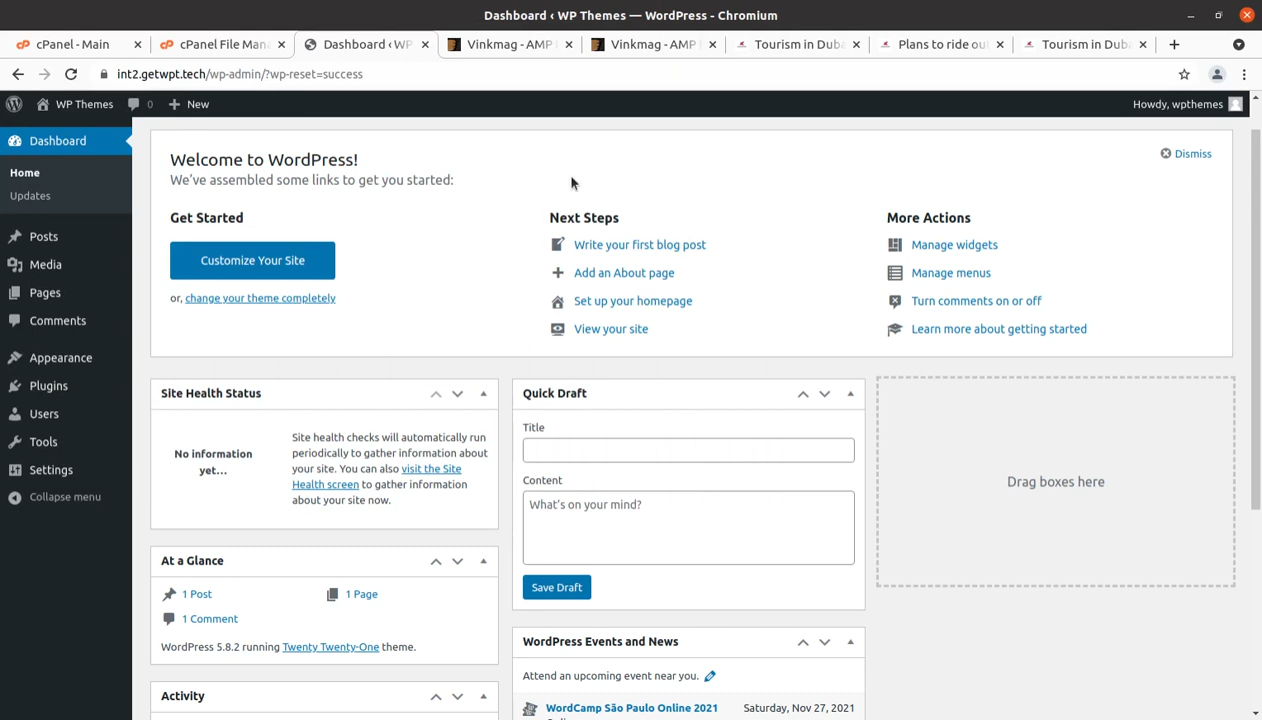 Dashboard ‹ WP Themes — WordPress - Chromium
cPanel - Main
cPanel File Man
Dashboard ‹ WP
Vinkmag - AMP
Vinkmag - AMP
Tourism in Duba
Plans to ride ou
Tourism in Duba
int2.getwpt.tech/wp-admin/?wp-reset=success
WP Themes
0
New
Howdy, wpthemes
Dashboard
Home
Updates
Posts
Media
Pages
Comments
Appearance
Plugins
Users
Tools
Settings
Collapse menu
Welcome to WordPress!
Dismiss
We've assembled some links to get you started:
Get Started
Customize Your Site
or, change your theme completely
Next Steps
Write your first blog post
Add an About page
Set up your homepage
View your site
More Actions
Manage widgets
Manage menus
Turn comments on or off
Learn more about getting started
Site Health Status
No information
yet...
Site health checks will automatically run
periodically to gather information about
your site. You can also visit the Site
Health screen to gather information
about your site now.
At a Glance
1 Post
1 Page
1 Comment
WordPress 5.8.2 running Twenty Twenty-One theme.
Activity
Quick Draft
Title
Content
What's on your mind?
Save Draft
WordPress Events and News
Attend an upcoming event near you.
WordCamp São Paulo Online 2021
Saturday, Nov 27, 2021
Drag boxes here